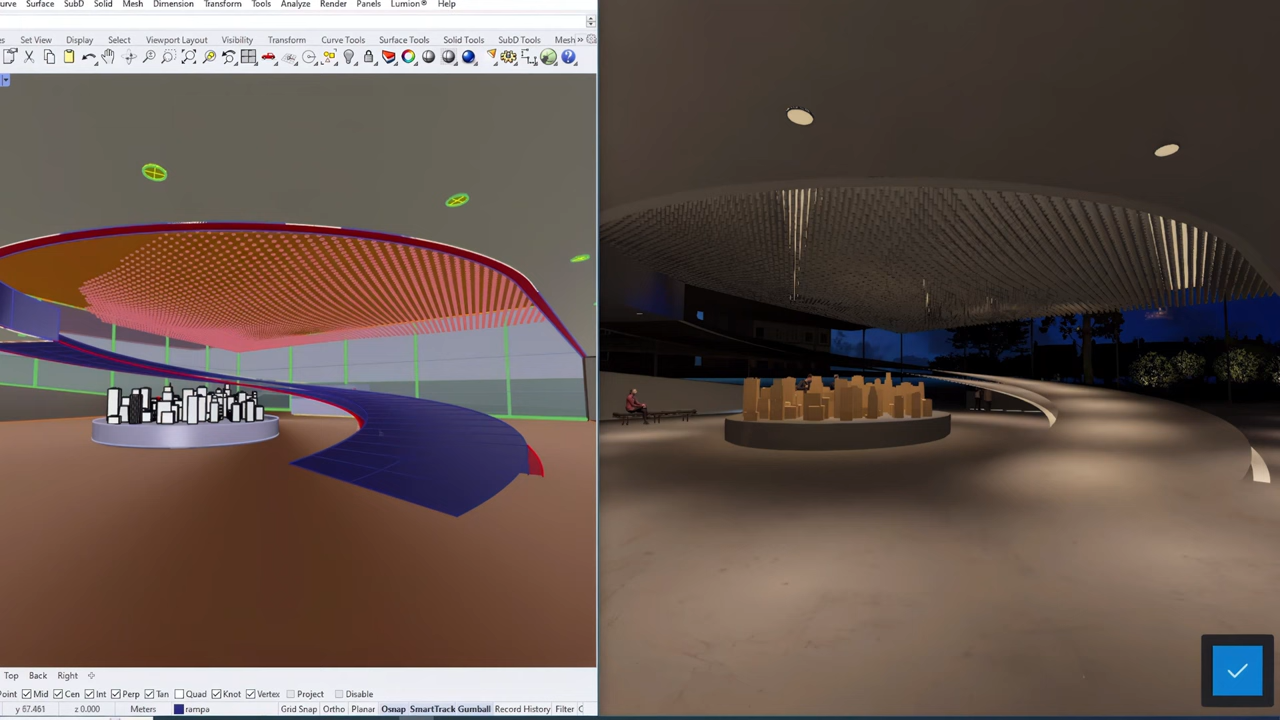 urve Surface SubD Solid Mesh Dimension Transform Tools Analyze Render Panels Lumion® Help
es Set View Display Select Viewport Layout Visibility Transform Curve Tools Surface Tools Solid Tools SubD Tools Mesh »
Top Back Right
Point Mid Cen Int Perp Tan Quad Knot Vertex Project Disable
y 67.461 z 0.000 Meters rampa Grid Snap Ortho Planar Osnap SmartTrack Gumball Record History Filter